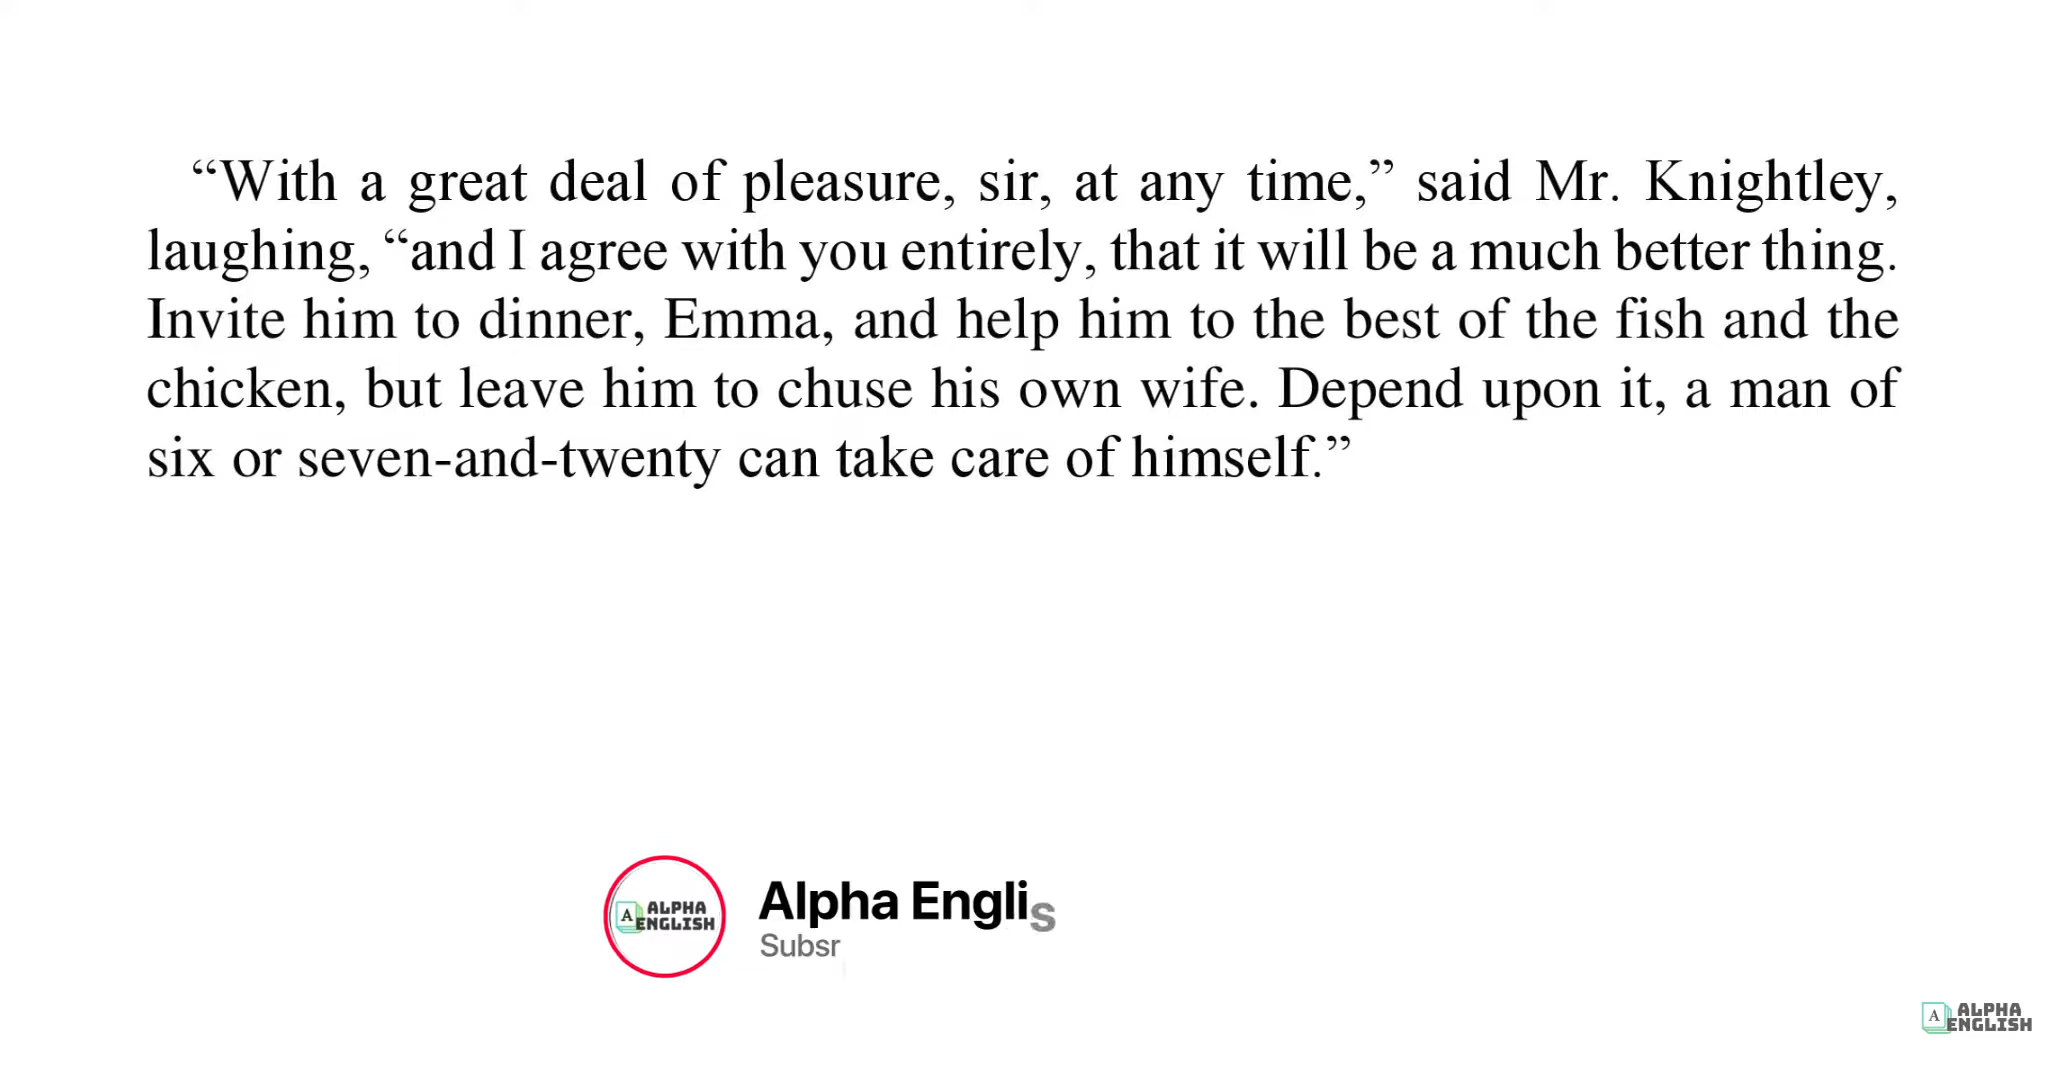 “With a great deal of pleasure, sir, at any time,” said Mr. Knightley,
laughing, “and I agree with you entirely, that it will be a much better thing.
Invite him to dinner, Emma, and help him to the best of the fish and the
chicken, but leave him to chuse his own wife. Depend upon it, a man of
six or seven-and-twenty can take care of himself.”
A ALPHA
ENGLISH
Alpha Englis
Subsr
A ALPHA
ENGLISH